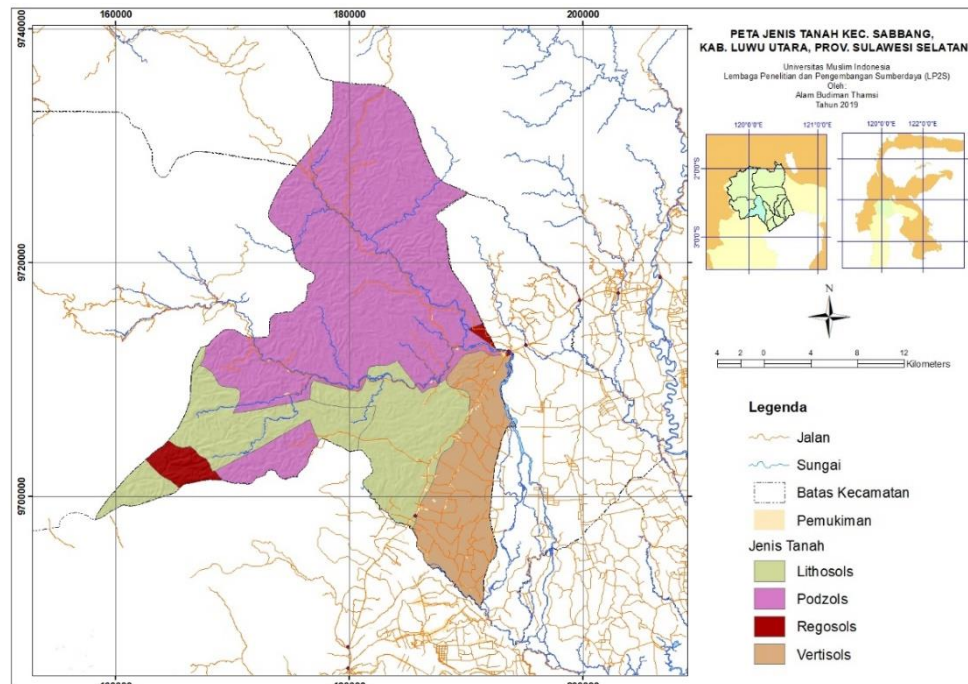 160000 180000 200000
9740000
9720000
9700000
PETA JENIS TANAH KEC. SABBANG,
KAB. LUWU UTARA, PROV. SULAWESI SELATAN
Universitas Muslim Indonesia
Lembaga Penelitian dan Pengembangan Sumberdaya (LP2S)
Oleh:
Alam Budiman Thamsi
Tahun 2019
120°0'0"E 121°0'0"E
2°0'0"S
3°0'0"S
120°0'0"E 122°0'0"E
N
4 2 0 4 8 12
Kilometers
Legenda
Jalan
Sungai
Batas Kecamatan
Pemukiman
Jenis Tanah
Lithosols
Podzols
Regosols
Vertisols